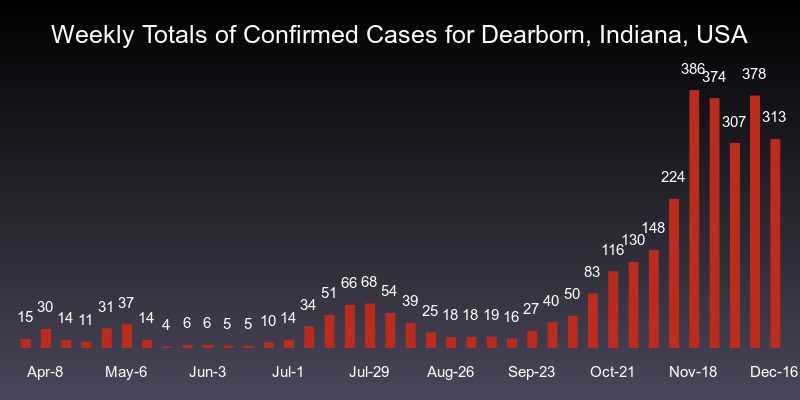 Weekly Totals of Confirmed Cases for Dearborn, Indiana, USA
15 30 14 11 31 37 14 4 6 6 5 5 10 14 34 51 66 68 54 39 25 18 18 19 16 27 40 50 83 116 130 148 224 386 374 307 378 313
Apr-8 May-6 Jun-3 Jul-1 Jul-29 Aug-26 Sep-23 Oct-21 Nov-18 Dec-16